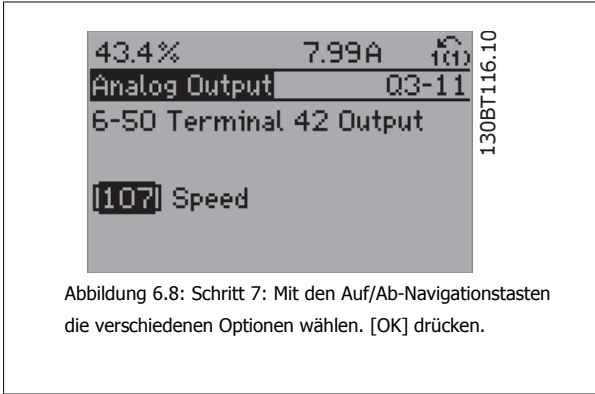 43.4% 7.99A 1(1)
Analog Output Q3-11
6-50 Terminal 42 Output
[107] Speed
130BT116.10
Abbildung 6.8: Schritt 7: Mit den Auf/Ab-Navigationstasten
die verschiedenen Optionen wählen. [OK] drücken.